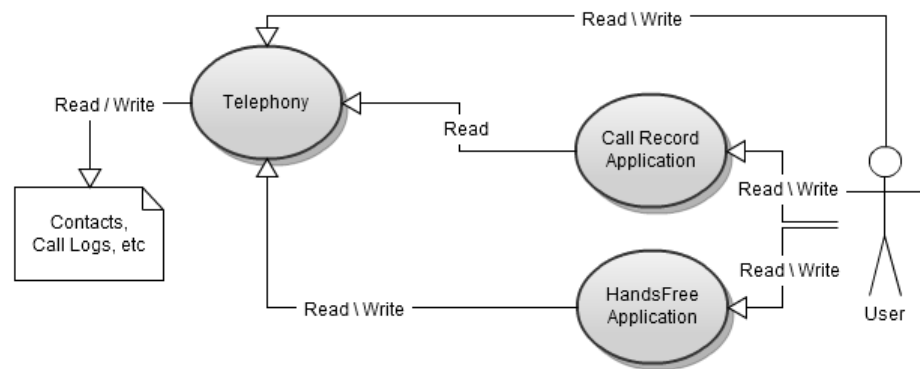 Read \ Write
Telephony
Read / Write
Read
Call Record
Application
Read \ Write
Contacts,
Call Logs, etc
Read \ Write
HandsFree
Application
Read \ Write
User